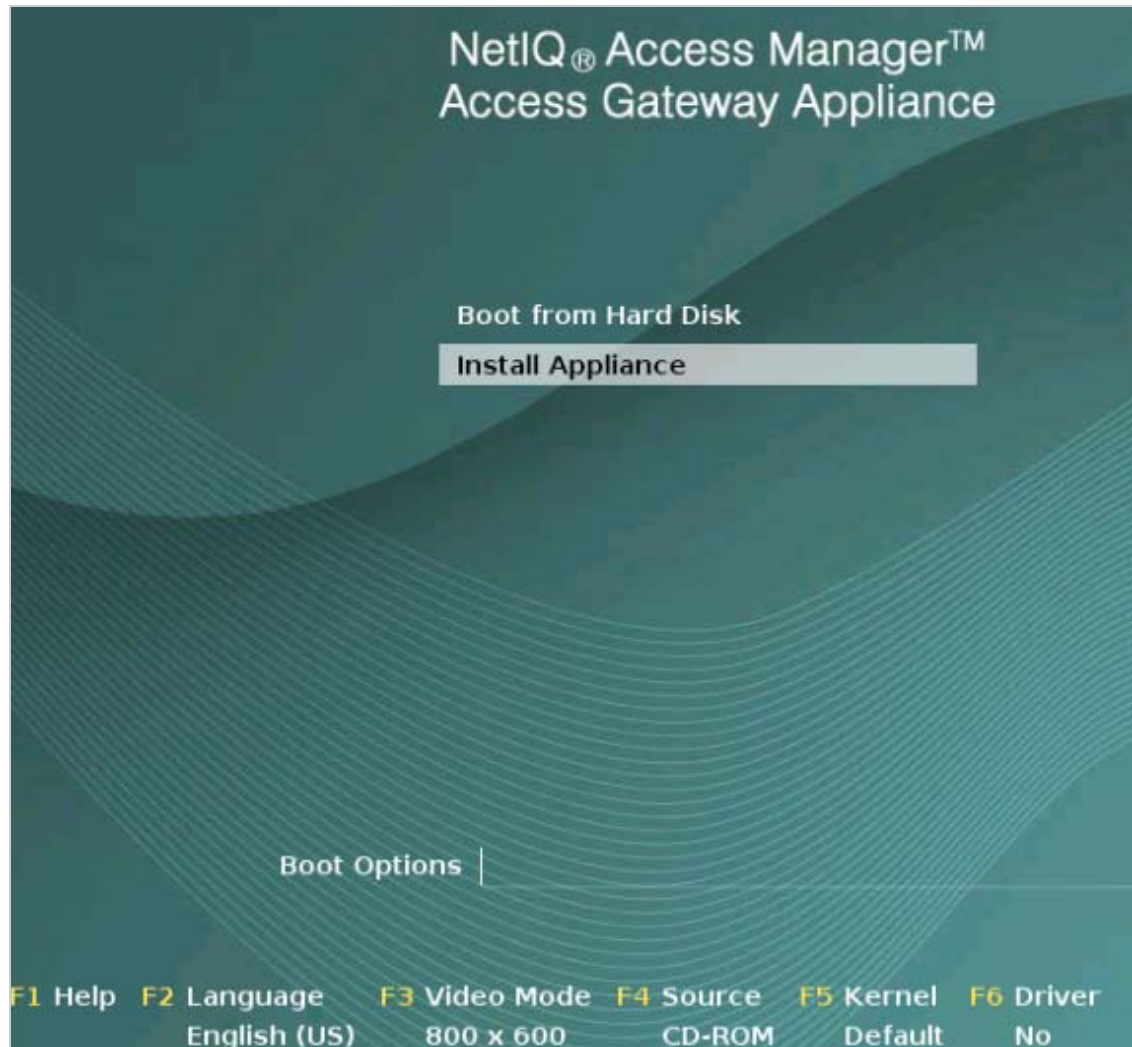 NetIQ® Access Manager™
Access Gateway Appliance
Boot from Hard Disk
Install Appliance
Boot Options
F1 Help F2 Language F3 Video Mode F4 Source F5 Kernel F6 Driver
English (US) 800 x 600 CD-ROM Default No